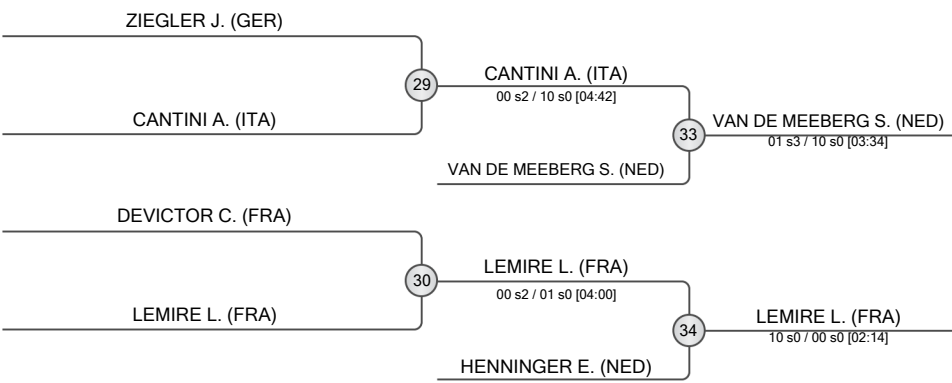 ZIEGLER J. (GER)
29
CANTINI A. (ITA)
00 s2 / 10 s0 [04:42]
CANTINI A. (ITA)
33
VAN DE MEEBERG S. (NED)
01 s3 / 10 s0 [03:34]
VAN DE MEEBERG S. (NED)
DEVICTOR C. (FRA)
30
LEMIRE L. (FRA)
00 s2 / 01 s0 [04:00]
LEMIRE L. (FRA)
34
LEMIRE L. (FRA)
10 s0 / 00 s0 [02:14]
HENNINGER E. (NED)